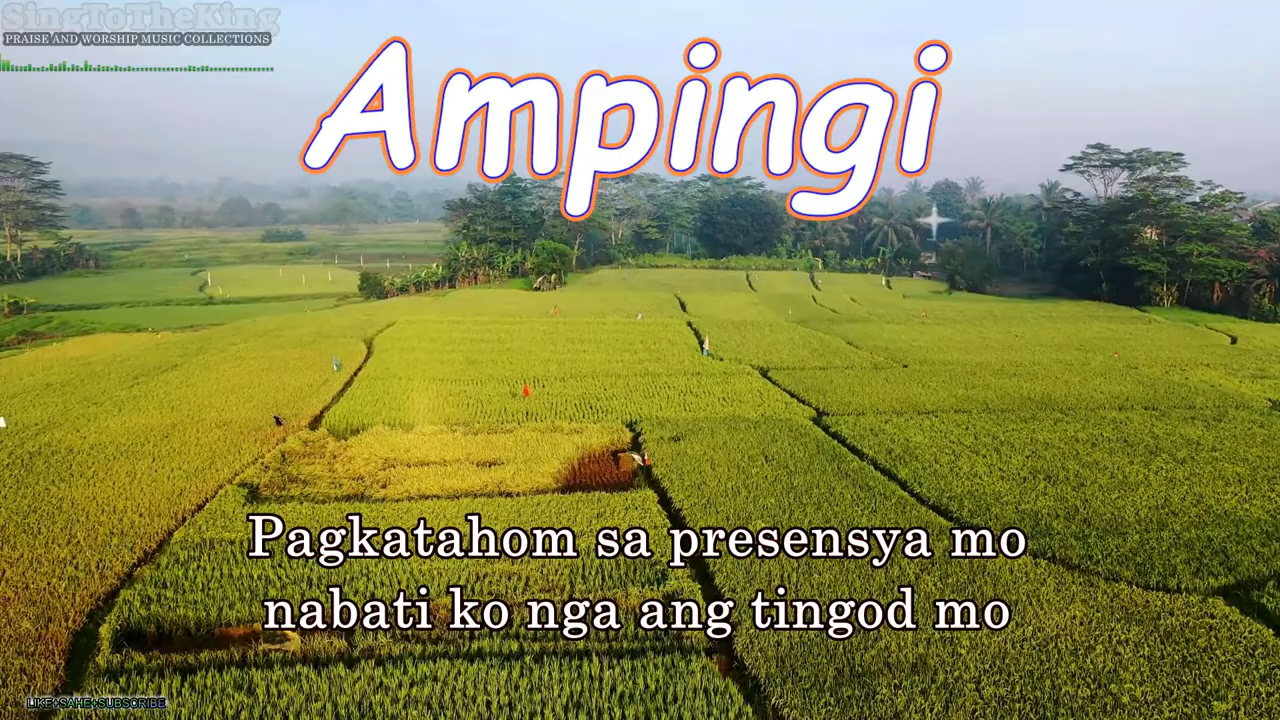 SingToTheKing
PRAISE AND WORSHIP MUSIC COLLECTIONS
Ampingi
Pagkatahom sa presensya mo
nabati ko nga ang tingod mo
LIKE+SAHE+SUBSCRIBE